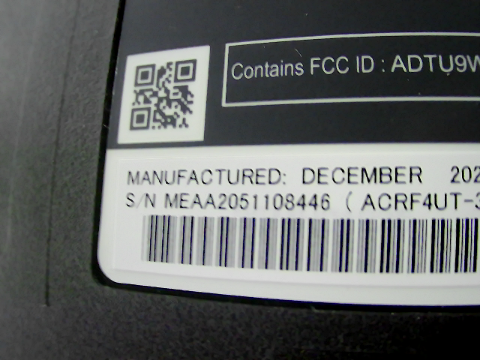 Contains FCC ID : ADTU9W
MANUFACTURED: DECEMBER 202
S/N MEAA2051108446 ( ACRF4UT-3